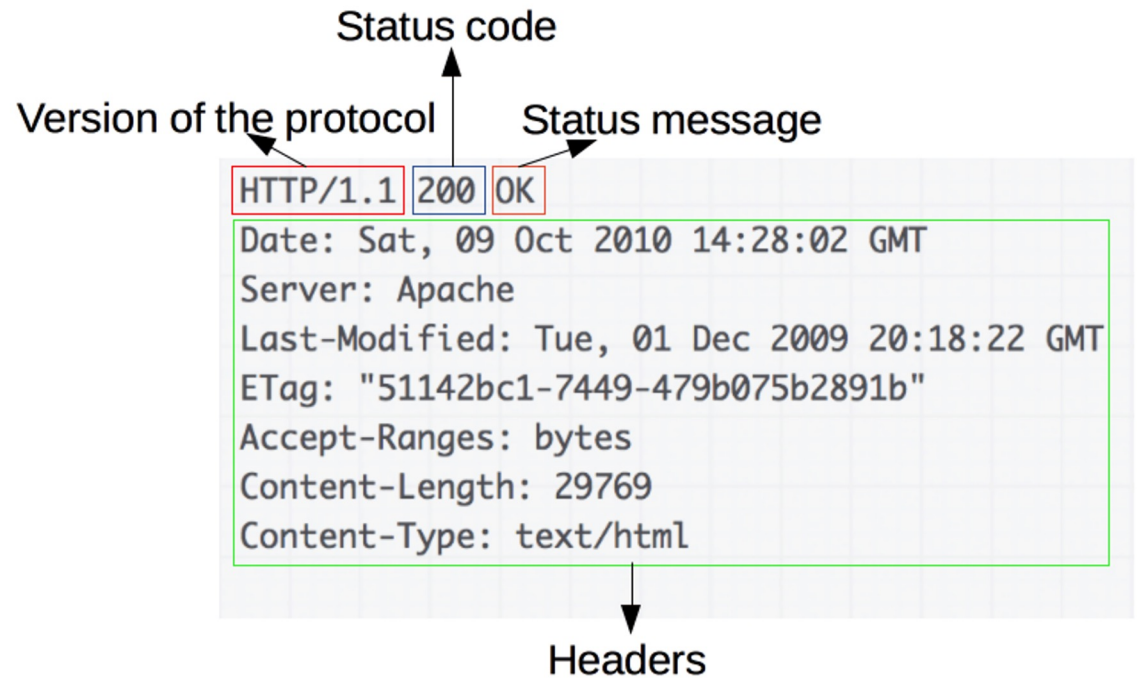 Status code
Version of the protocol
Status message
HTTP/1.1 200 OK
Date: Sat, 09 Oct 2010 14:28:02 GMT
Server: Apache
Last-Modified: Tue, 01 Dec 2009 20:18:22 GMT
ETag: "51142bc1-7449-479b075b2891b"
Accept-Ranges: bytes
Content-Length: 29769
Content-Type: text/html
Headers